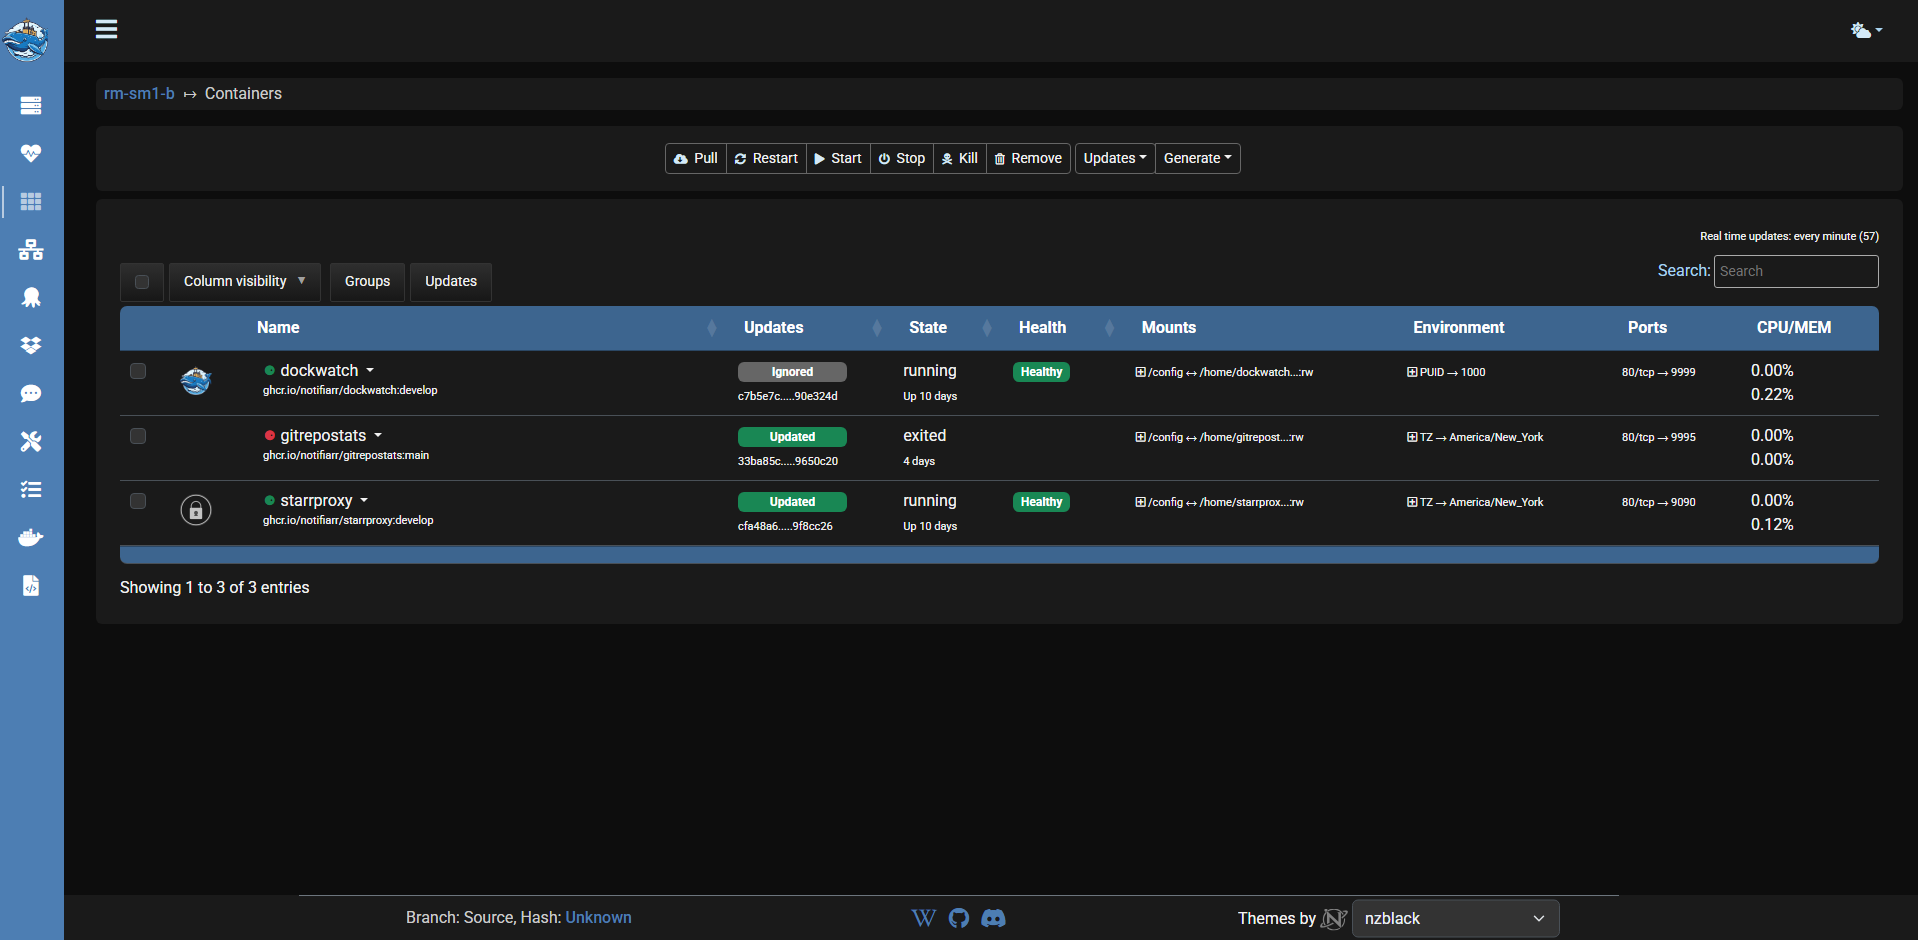 rm-sm1-b ↦ Containers
Pull Restart Start Stop Kill Remove Updates Generate
Real time updates: every minute (57)
Column visibility ▼ Groups Updates Search: Search
Name Updates State Health Mounts Environment Ports CPU/MEM
dockwatch Ignored running Healthy /config ↔ /home/dockwatch...:rw PUID → 1000 80/tcp → 9999 0.00%
ghcr.io/notifiarr/dockwatch:develop c7b5e7c.....90e324d Up 10 days 0.22%
gitrepostats Updated exited /config ↔ /home/gitrepost...:rw TZ → America/New_York 80/tcp → 9995 0.00%
ghcr.io/notifiarr/gitrepostats:main 33ba85c.....9650c20 4 days 0.00%
starrproxy Updated running Healthy /config ↔ /home/starrprox...:rw TZ → America/New_York 80/tcp → 9090 0.00%
ghcr.io/notifiarr/starrproxy:develop cfa48a6.....9f8cc26 Up 10 days 0.12%
Showing 1 to 3 of 3 entries
Branch: Source, Hash: Unknown W Themes by N nzblack